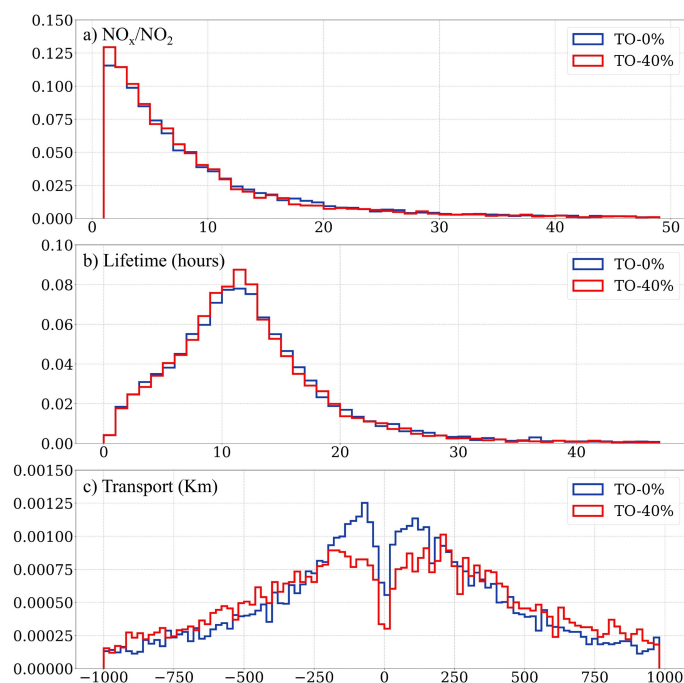 0.150
a) NOx/NO2
TO-0%
TO-40%
0.125
0.100
0.075
0.050
0.025
0.000
0 10 20 30 40 50
0.10
b) Lifetime (hours)
TO-0%
TO-40%
0.08
0.06
0.04
0.02
0.00
0 10 20 30 40
0.00150
c) Transport (Km)
TO-0%
TO-40%
0.00125
0.00100
0.00075
0.00050
0.00025
0.00000
−1000 −750 −500 −250 0 250 500 750 1000